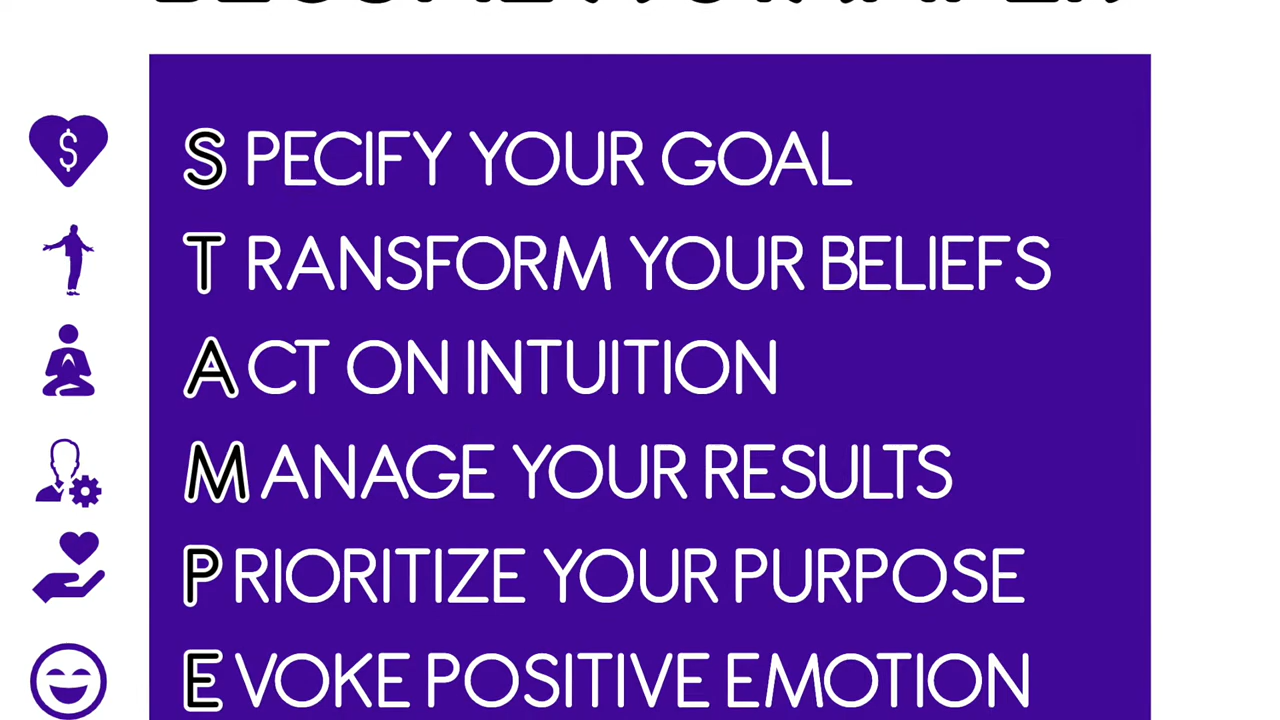 SPECIFY YOUR GOAL
TRANSFORM YOUR BELIEFS
ACT ON INTUITION
MANAGE YOUR RESULTS
PRIORITIZE YOUR PURPOSE
EVOKE POSITIVE EMOTION